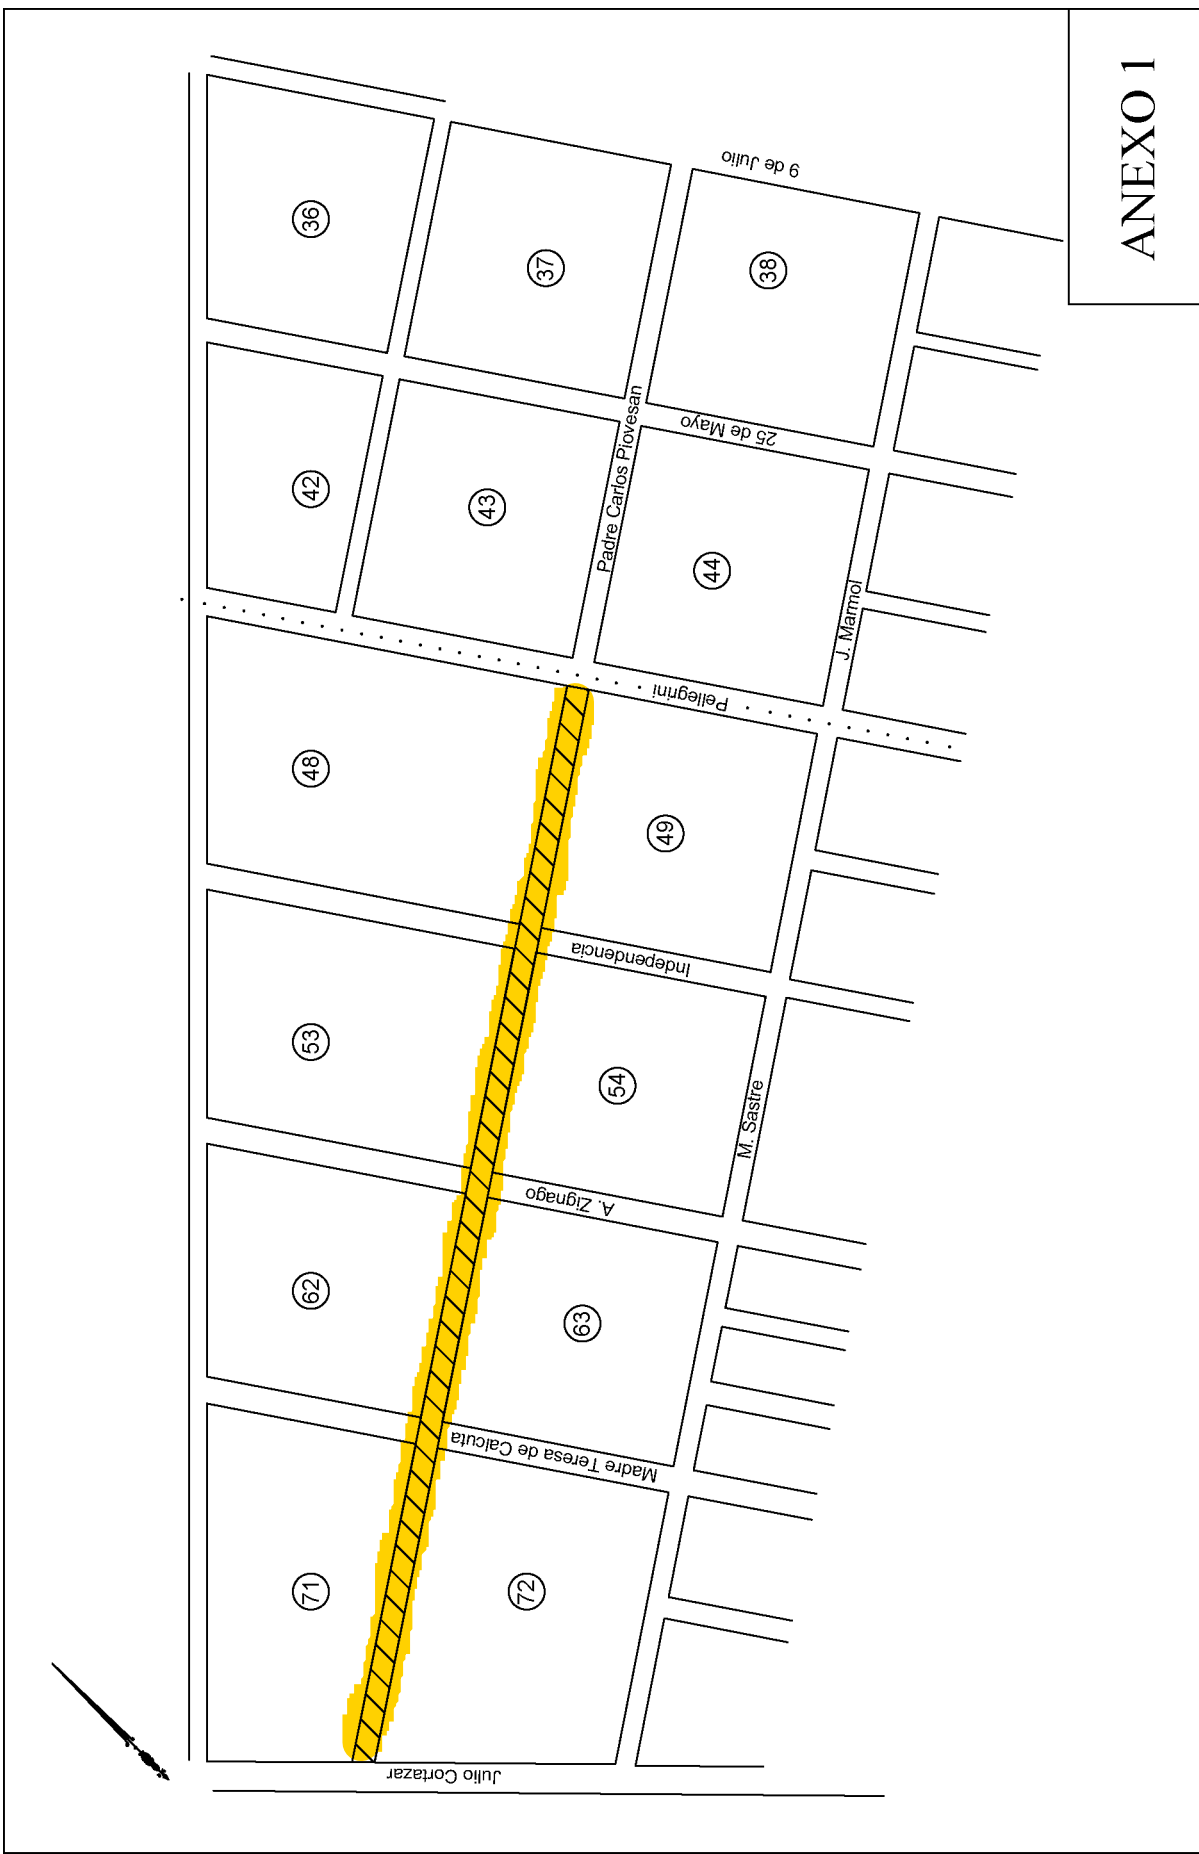 ANEXO 1
36
37
9 de Julio
38
42
43
Padre Carlos Piovesan
25 de Mayo
44
J. Marmol
Pellegrini
48
49
Independencia
53
54
M. Sastre
A. Zignago
62
63
Madre Teresa de Calcuta
71
72
Julio Cortazar